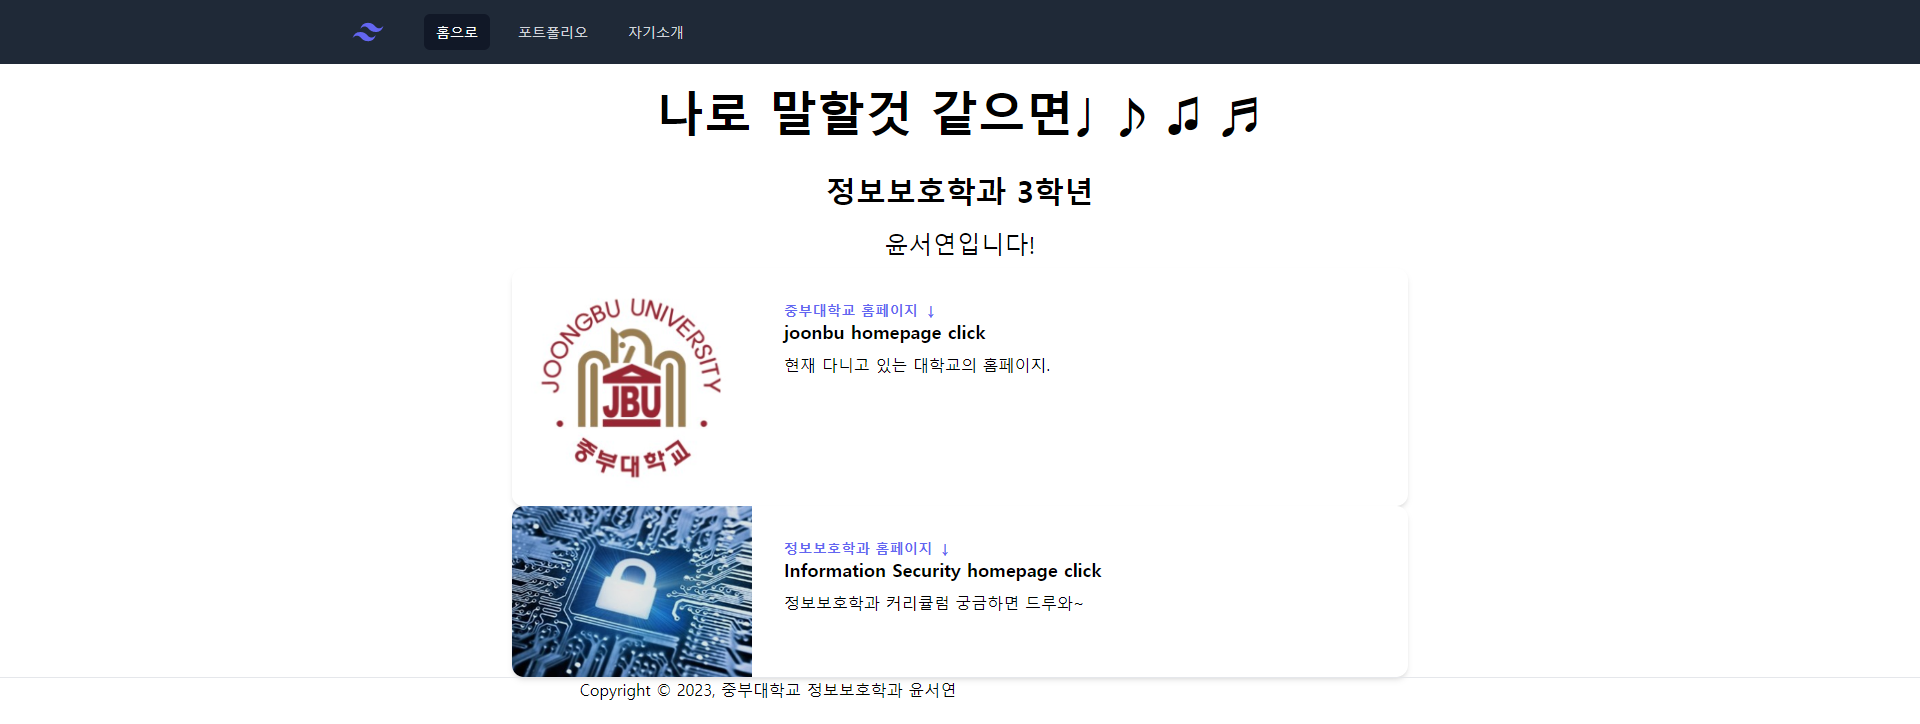 홈으로 포트폴리오 자기소개
나로 말할것 같으면♩ ♪ ♫ ♬
정보보호학과 3학년
윤서연입니다!
JOONGBU UNIVERSITY
JBU
중부대학교
중부대학교 홈페이지 ↓
joonbu homepage click
현재 다니고 있는 대학교의 홈페이지.
정보보호학과 홈페이지 ↓
Information Security homepage click
정보보호학과 커리큘럼 궁금하면 드루와~
Copyright © 2023, 중부대학교 정보보호학과 윤서연